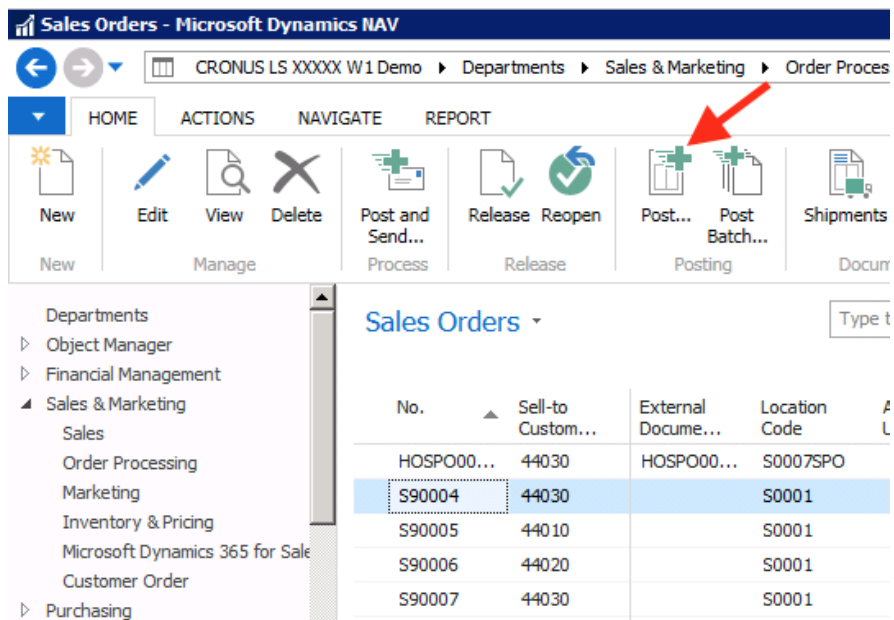 Sales Orders - Microsoft Dynamics NAV
CRONUS LS XXXXX W1 Demo Departments Sales & Marketing Order Proces
HOME ACTIONS NAVIGATE REPORT
New Edit View Delete Post and Send... Release Reopen Post... Post Batch... Shipments
New Manage Process Release Posting Docum
Departments
Object Manager
Financial Management
Sales & Marketing
Sales
Order Processing
Marketing
Inventory & Pricing
Microsoft Dynamics 365 for Sale
Customer Order
Purchasing
Sales Orders
Type t
No. Sell-to Custom... External Docume... Location Code
HOSPO00... 44030 HOSPO00... S0007SPO
S90004 44030 S0001
S90005 44010 S0001
S90006 44020 S0001
S90007 44030 S0001